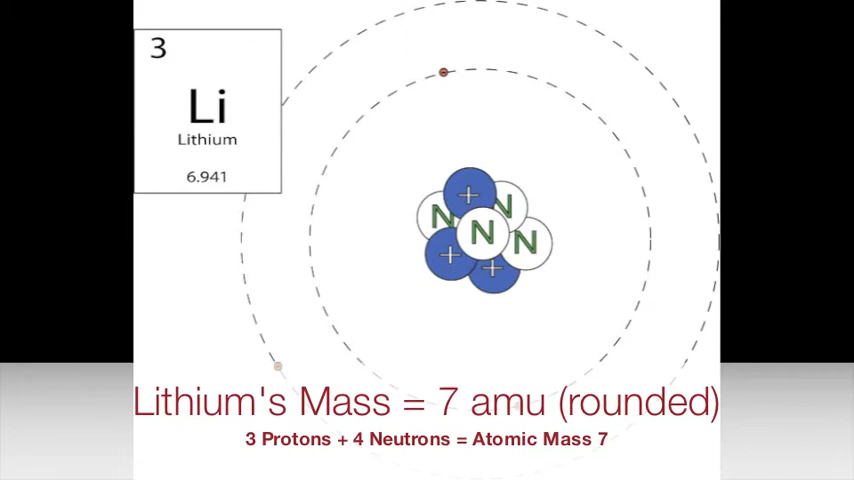 3
Li
Lithium
6.941
+
N
N
N
N
+
+
Lithium's Mass = 7 amu (rounded)
3 Protons + 4 Neutrons = Atomic Mass 7